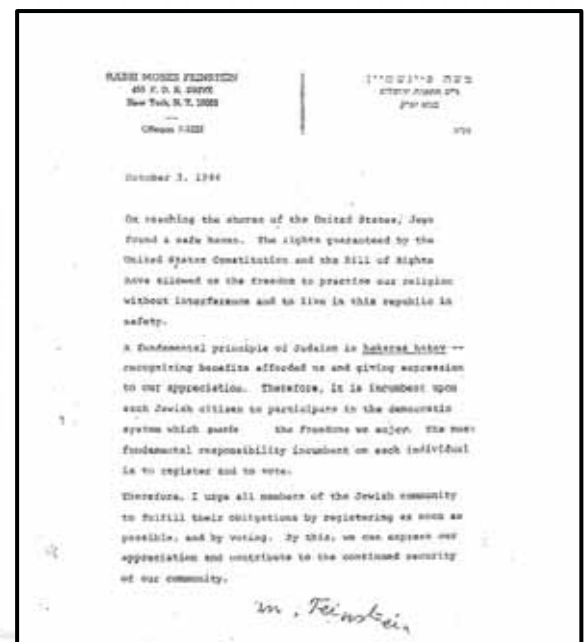 RABBI MOSES FEINSTEIN
455 F. D. R. DRIVE
New York, N. Y. 10002
ORegon
משה פיינשטיין
ר"מ תפארת ירושלים
בנוא יארק
October 3, 1984
On reaching the shores of the United States, Jews
found a safe haven. The rights guaranteed by the
United States Constitution and the Bill of Rights
have allowed us the freedom to practice our religion
without interference and to live in this republic in
safety.
A fundamental principle of Judaism is hakaras hatov --
recognizing benefits afforded us and giving expression
to our appreciation. Therefore, it is incumbent upon
each Jewish citizen to participate in the democratic
system which the freedoms we enjoy. The most
fundamental responsibility incumbent on each individual
is to register and to vote.
Therefore, I urge all members of the Jewish community
to fulfill their obligations by registering as soon as
possible, and by voting. By this, we can express our
appreciation and contribute to the continued security
of our community.
M. Feinstein